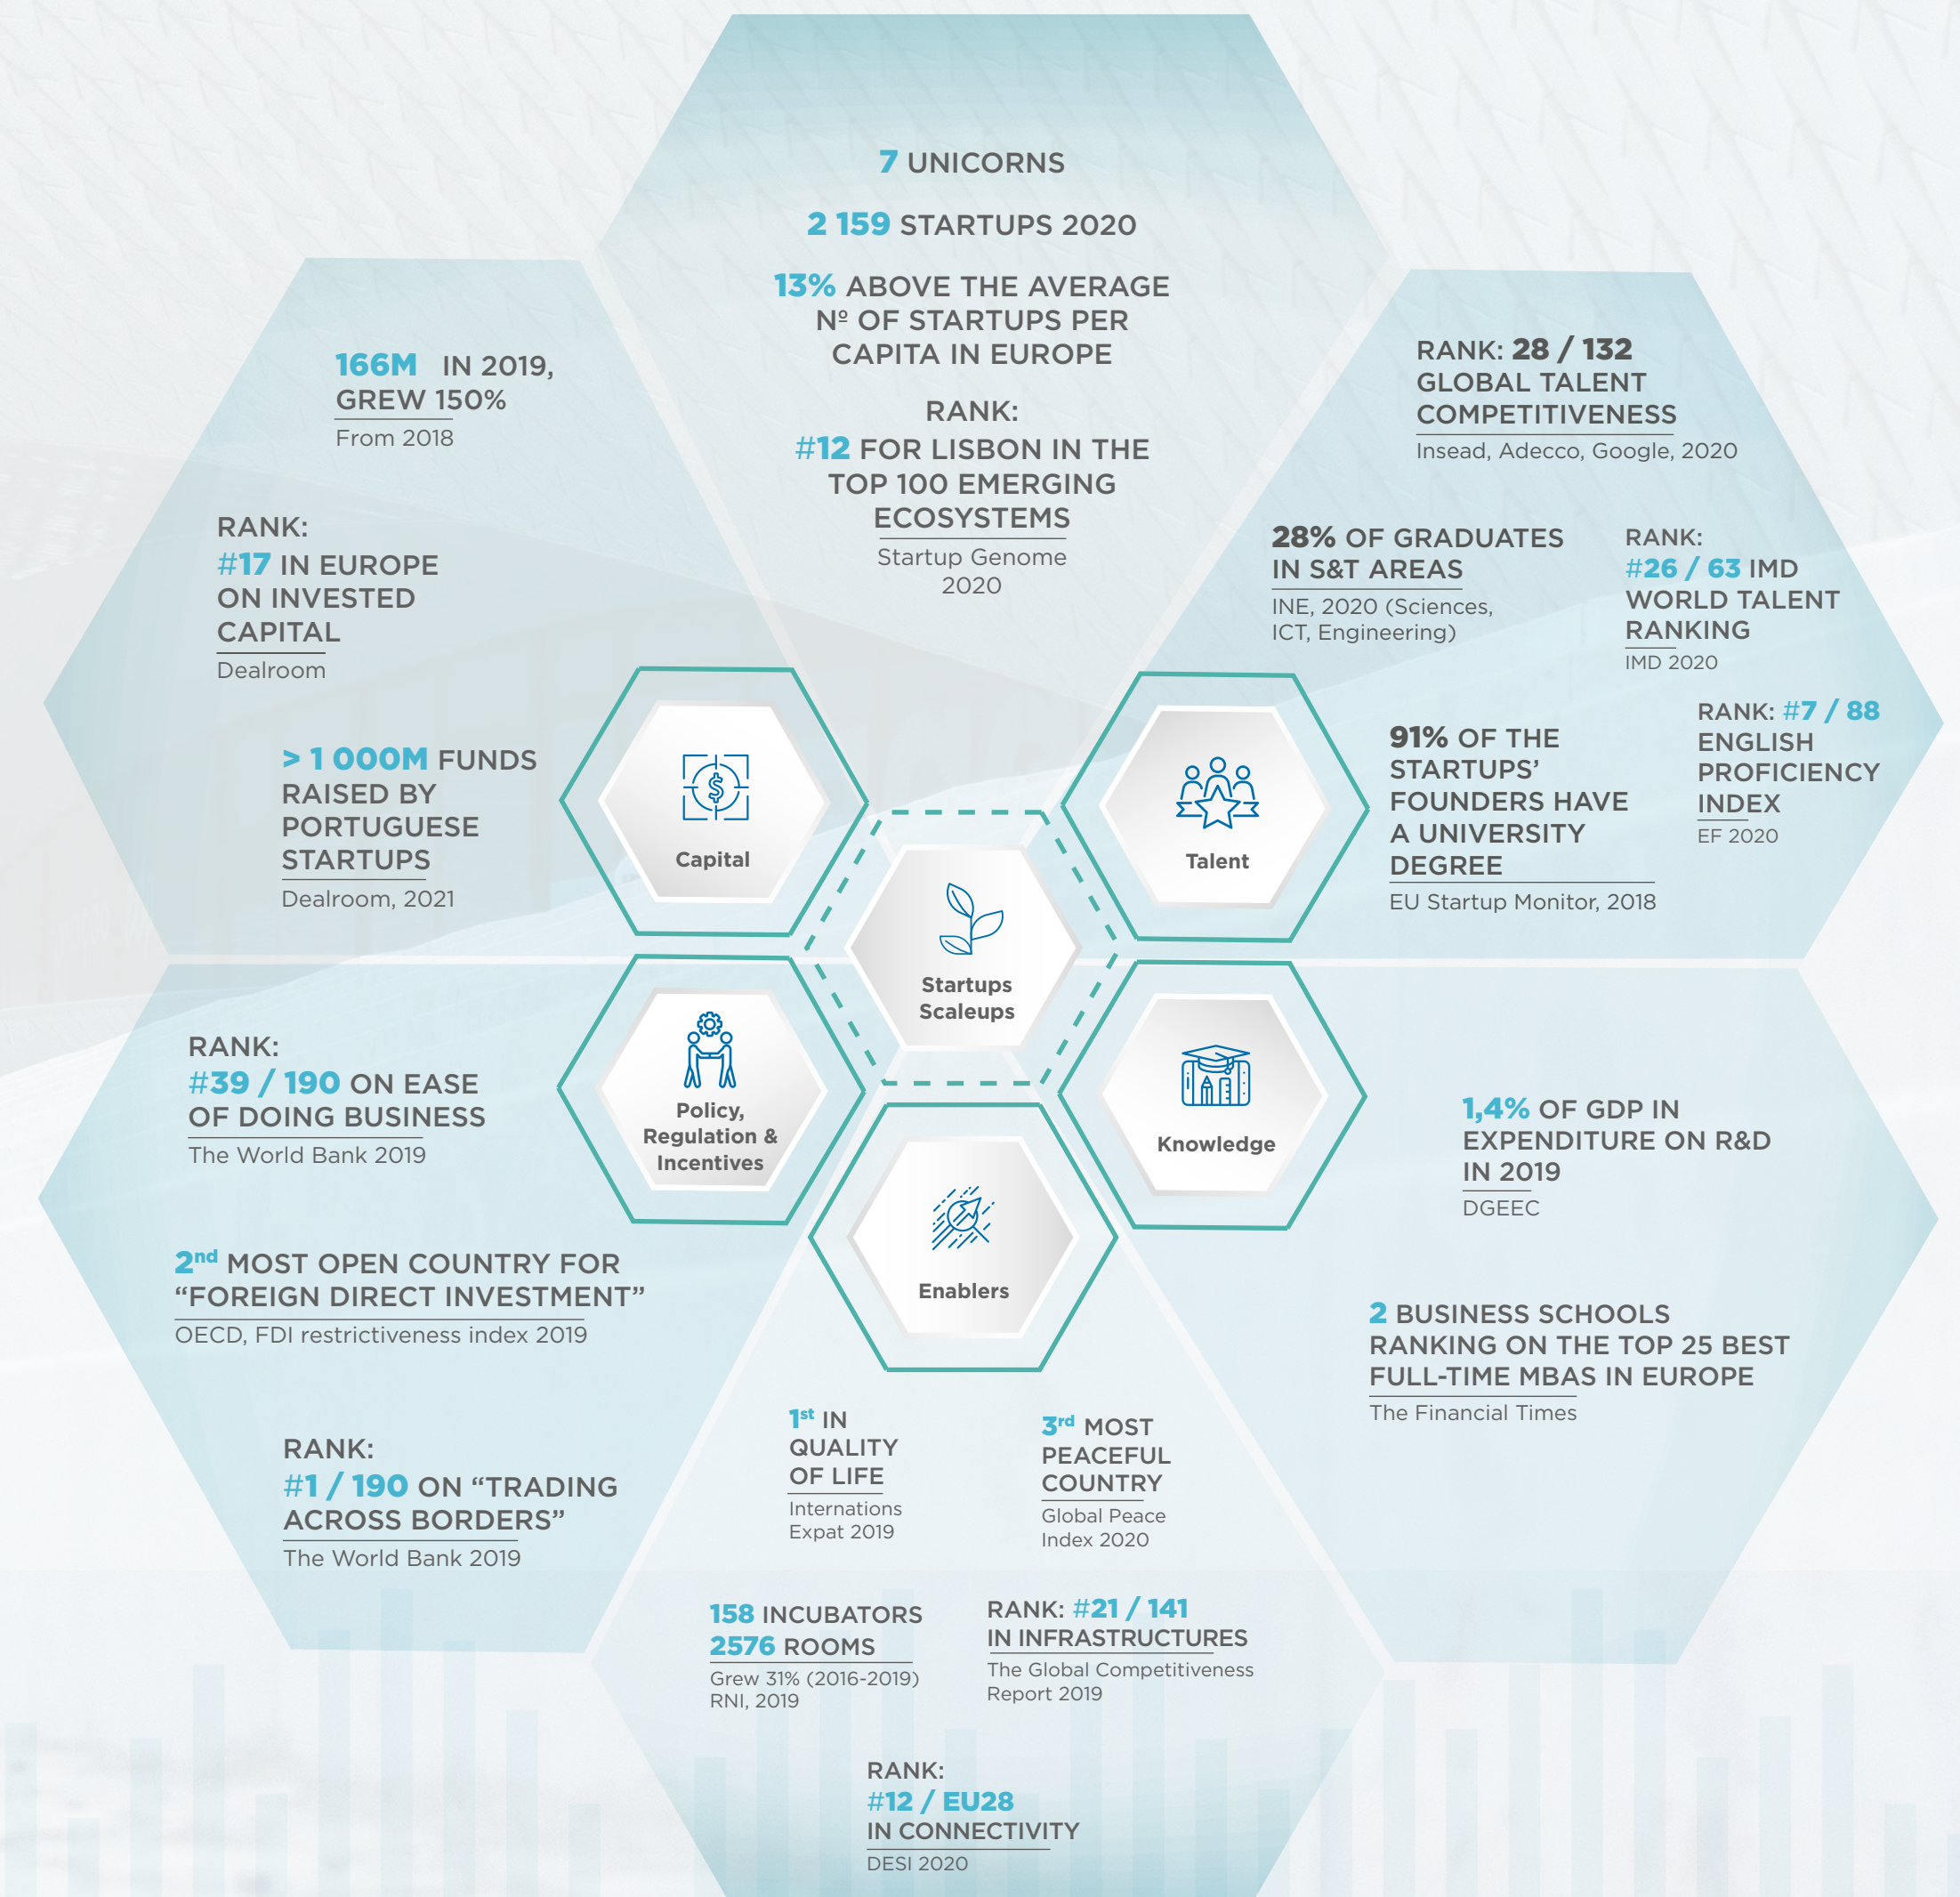 7 UNICORNS
2 159 STARTUPS 2020
13% ABOVE THE AVERAGE
Nº OF STARTUPS PER
CAPITA IN EUROPE
RANK:
#12 FOR LISBON IN THE
TOP 100 EMERGING
ECOSYSTEMS
Startup Genome
2020
166M IN 2019,
GREW 150%
From 2018
RANK:
#17 IN EUROPE
ON INVESTED
CAPITAL
Dealroom
> 1 000M FUNDS
RAISED BY
PORTUGUESE
STARTUPS
Dealroom, 2021
RANK: 28 / 132
GLOBAL TALENT
COMPETITIVENESS
Insead, Adecco, Google, 2020
28% OF GRADUATES
IN S&T AREAS
INE, 2020 (Sciences,
ICT, Engineering)
RANK:
#26 / 63 IMD
WORLD TALENT
RANKING
IMD 2020
91% OF THE
STARTUPS’
FOUNDERS HAVE
A UNIVERSITY
DEGREE
EU Startup Monitor, 2018
RANK: #7 / 88
ENGLISH
PROFICIENCY
INDEX
EF 2020
Capital
Talent
Startups
Scaleups
Policy,
Regulation &
Incentives
Knowledge
Enablers
RANK:
#39 / 190 ON EASE
OF DOING BUSINESS
The World Bank 2019
2nd MOST OPEN COUNTRY FOR
“FOREIGN DIRECT INVESTMENT”
OECD, FDI restrictiveness index 2019
RANK:
#1 / 190 ON “TRADING
ACROSS BORDERS”
The World Bank 2019
1,4% OF GDP IN
EXPENDITURE ON R&D
IN 2019
DGEEC
2 BUSINESS SCHOOLS
RANKING ON THE TOP 25 BEST
FULL-TIME MBAS IN EUROPE
The Financial Times
1st IN
QUALITY
OF LIFE
Internations
Expat 2019
3rd MOST
PEACEFUL
COUNTRY
Global Peace
Index 2020
158 INCUBATORS
2576 ROOMS
Grew 31% (2016-2019)
RNI, 2019
RANK: #21 / 141
IN INFRASTRUCTURES
The Global Competitiveness
Report 2019
RANK:
#12 / EU28
IN CONNECTIVITY
DESI 2020